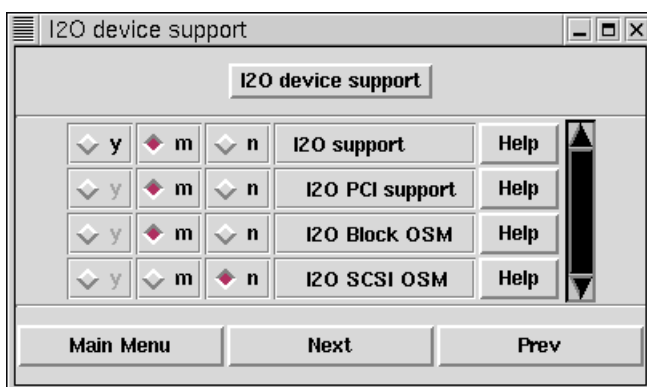 I2O device support
I2O device support
y m n I2O support Help
y m n I2O PCI support Help
y m n I2O Block OSM Help
y m n I2O SCSI OSM Help
Main Menu Next Prev